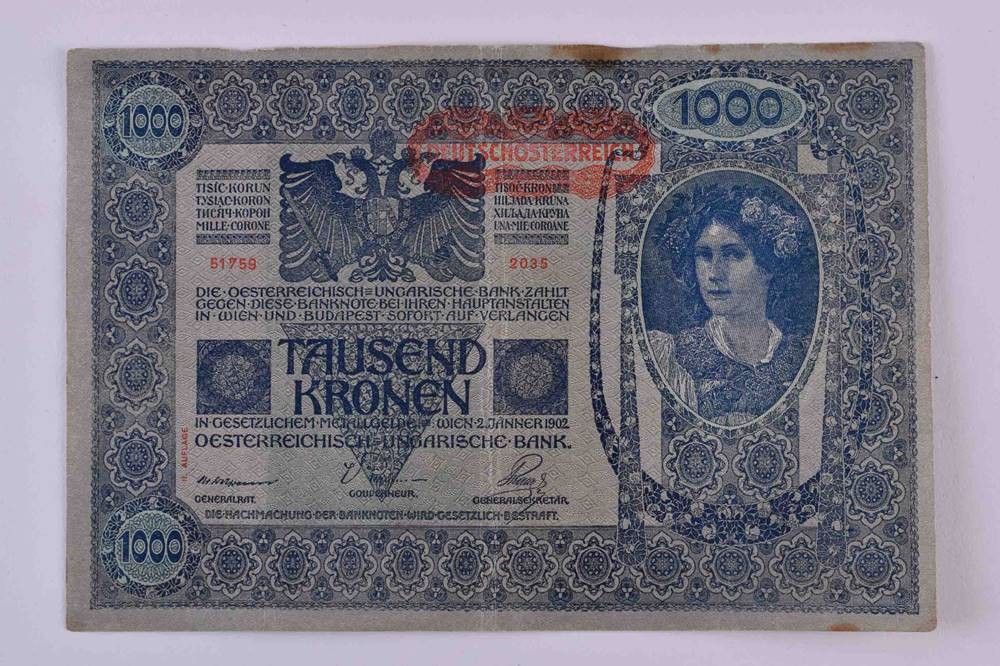 1000
1000
DEUTSCHÖSTERREICH
TISÍC·KORUN
TYSIĄC·KORON
ТИСЯЧ·КОРОН
MILLE·CORONE
TISOČ·KRON
HILJADA·KRUNA
ХИЉАДА·КРУНА
UNA·MIE·COROANE
51759
2035
DIE·OESTERREICHISCH=UNGARISCHE·BANK·ZAHLT
GEGEN·DIESE·BANKNOTE·BEI·IHREN·HAUPTANSTALTEN
IN·WIEN·UND·BUDAPEST·SOFORT·AUF·VERLANGEN
TAUSEND
KRONEN
IN·GESETZLICHEM·METALLGELDE=WIEN·2.JÄNNER 1902
OESTERREICHISCH=UNGARISCHE·BANK.
II. AUFLAGE
GENERALRAT.
GOUVERNEUR.
GENERALSEKRETÄR.
DIE·NACHMACHUNG·DER·BANKNOTEN·WIRD·GESETZLICH·BESTRAFT.
1000